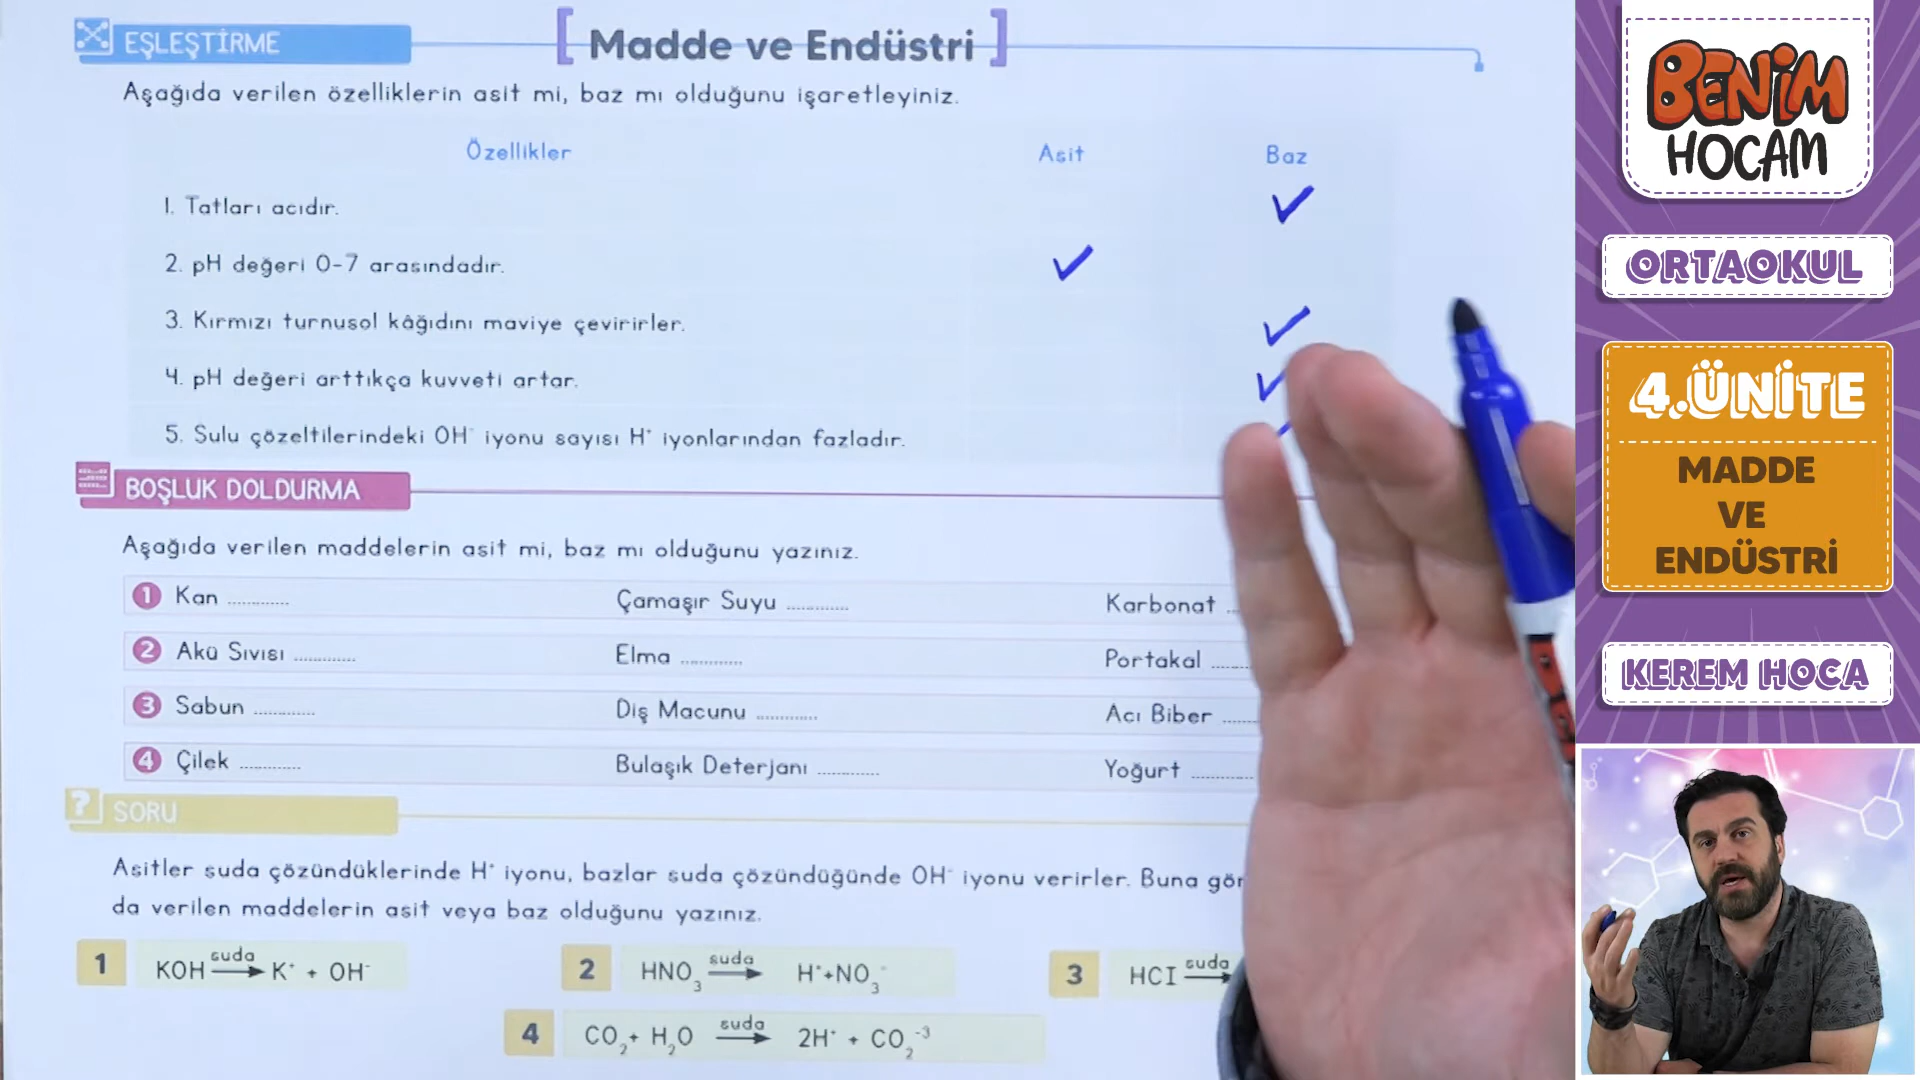 EŞLEŞTİRME
[ Madde ve Endüstri ]
Aşağıda verilen özelliklerin asit mi, baz mı olduğunu işaretleyiniz.
Özellikler Asit Baz
1. Tatları acıdır. ✓
2. pH değeri 0-7 arasındadır. ✓
3. Kırmızı turnusol kâğıdını maviye çevirirler. ✓
4. pH değeri arttıkça kuvveti artar. ✓
5. Sulu çözeltilerindeki OH⁻ iyonu sayısı H⁺ iyonlarından fazladır.
BOŞLUK DOLDURMA
Aşağıda verilen maddelerin asit mi, baz mı olduğunu yazınız.
1 Kan ............ Çamaşır Suyu ............ Karbonat ..
2 Akü Sıvısı ............ Elma ............ Portakal ........
3 Sabun ............ Diş Macunu ............ Acı Biber .......
4 Çilek ............ Bulaşık Deterjanı ............ Yoğurt ............
? SORU
Asitler suda çözündüklerinde H⁺ iyonu, bazlar suda çözündüğünde OH⁻ iyonu verirler. Buna
da verilen maddelerin asit veya baz olduğunu yazınız.
1 KOH suda→ K⁺ + OH⁻
2 HNO₃ suda→ H⁺+NO₃⁻
3 HCI suda→
4 CO₂+ H₂O suda→ 2H⁺ + CO₂⁻³
BENİM
HOCAM
ORTAOKUL
4.ÜNİTE
MADDE
VE
ENDÜSTRİ
KEREM HOCA